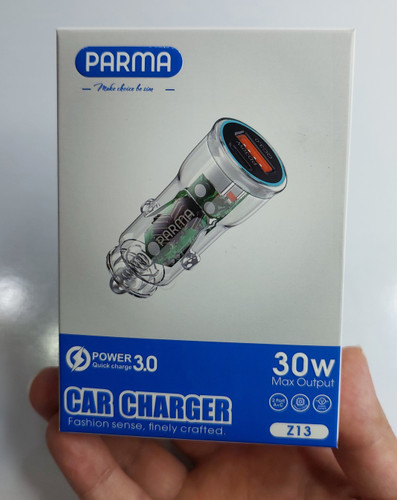 PARMA
Make choice be sim
PARMA
POWER 3.0
Quick charge
30W
Max Output
CAR CHARGER
Fashion sense, finely crafted.
Z13